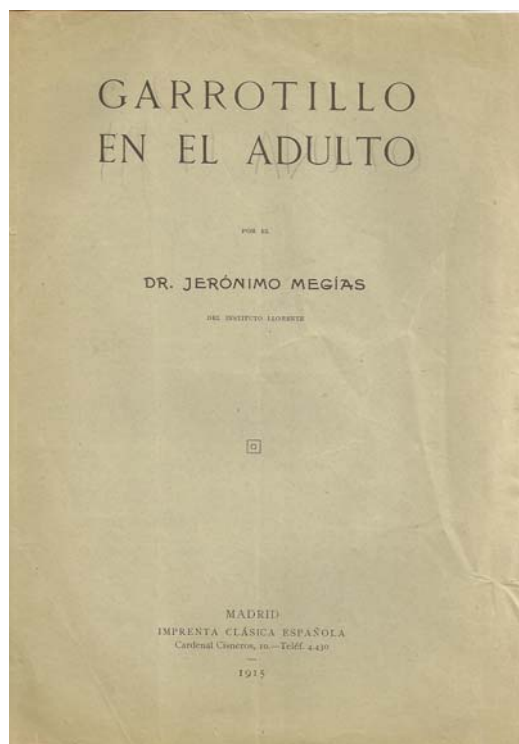 GARROTILLO
EN EL ADULTO
POR EL
DR. JERÓNIMO MEGÍAS
DEL INSTITUTO LLORENTE
MADRID
IMPRENTA CLÁSICA ESPAÑOLA
Cardenal Cisneros, 10.—Teléf. 4.430
1915